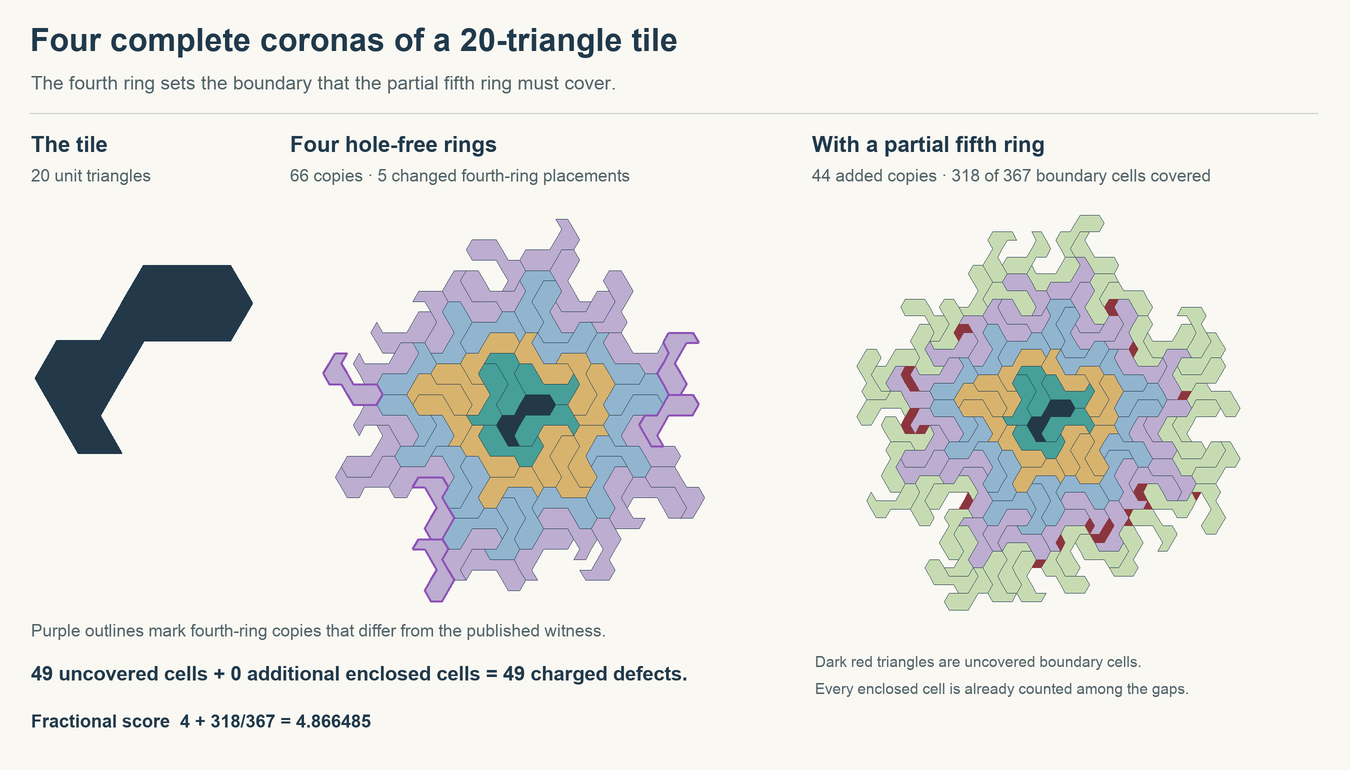 Four complete coronas of a 20-triangle tile
The fourth ring sets the boundary that the partial fifth ring must cover.
The tile
20 unit triangles
Four hole-free rings
66 copies · 5 changed fourth-ring placements
With a partial fifth ring
44 added copies · 318 of 367 boundary cells covered
Purple outlines mark fourth-ring copies that differ from the published witness.
49 uncovered cells + 0 additional enclosed cells = 49 charged defects.
Fractional score 4 + 318/367 = 4.866485
Dark red triangles are uncovered boundary cells.
Every enclosed cell is already counted among the gaps.